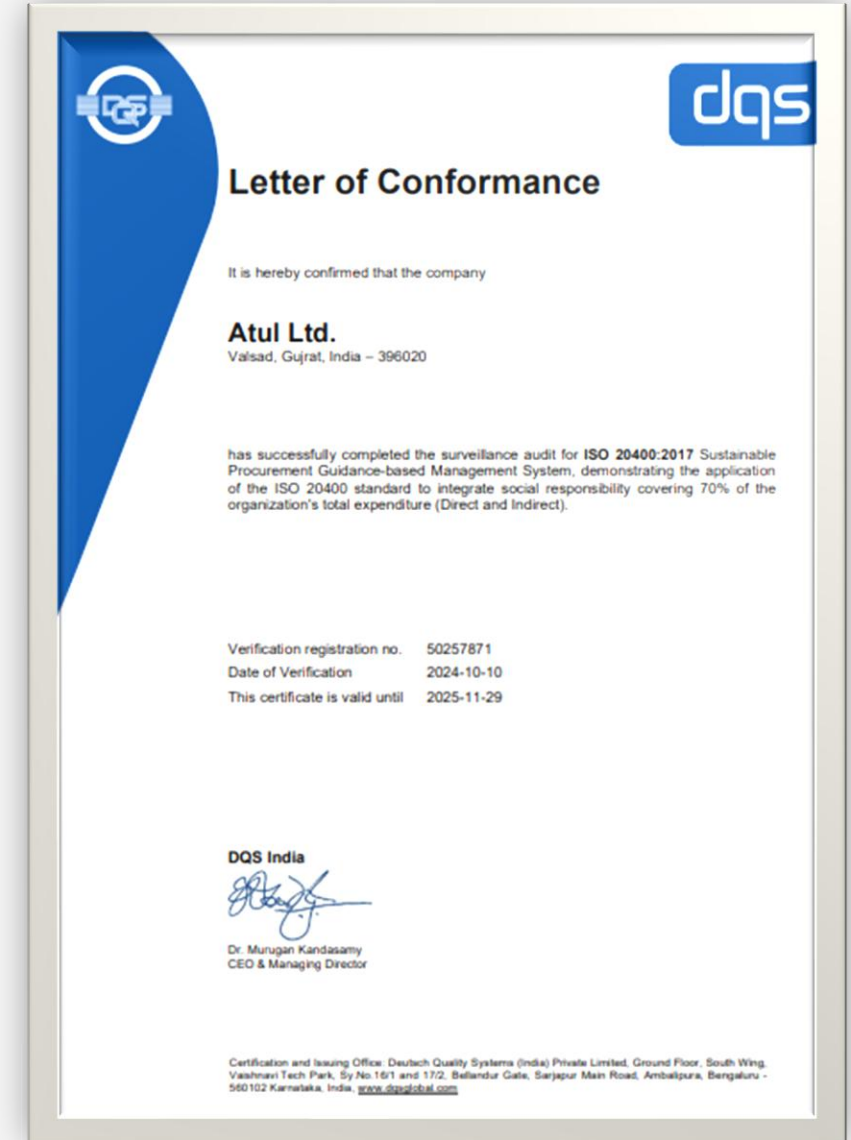 DQS
dqs
Letter of Conformance
It is hereby confirmed that the company
Atul Ltd.
Valsad, Gujrat, India – 396020
has successfully completed the surveillance audit for ISO 20400:2017 Sustainable
Procurement Guidance-based Management System, demonstrating the application
of the ISO 20400 standard to integrate social responsibility covering 70% of the
organization's total expenditure (Direct and Indirect).
Verification registration no. 50257871
Date of Verification 2024-10-10
This certificate is valid until 2025-11-29
DQS India
Dr. Murugan Kandasamy
CEO & Managing Director
Certification and Issuing Office: Deutsch Quality Systems (India) Private Limited, Ground Floor, South Wing,
Vaishnavi Tech Park, Sy.No.16/1 and 17/2, Bellandur Gate, Sarjapur Main Road, Ambalipura, Bengaluru -
560102 Karnataka, India, www.dqsglobal.com